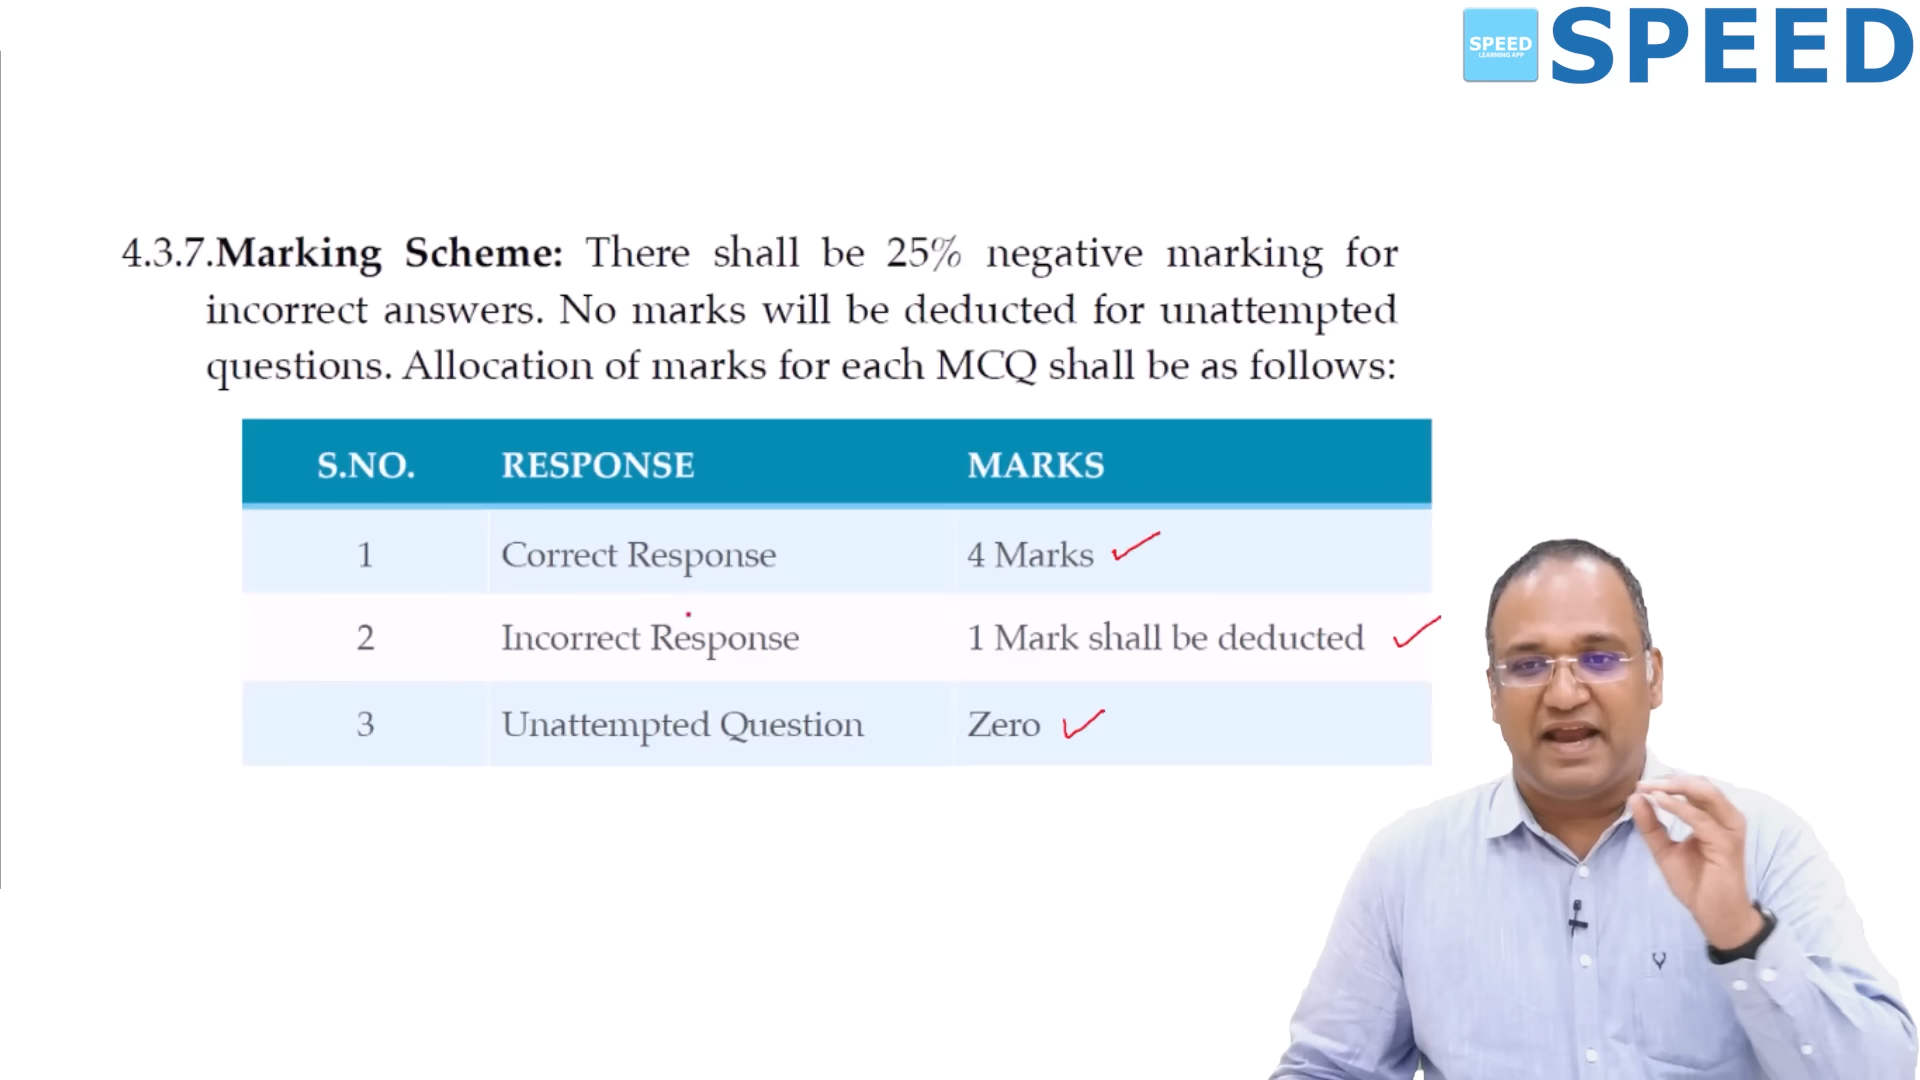 SPEED
LEARNING APP
SPEED
4.3.7.Marking Scheme: There shall be 25% negative marking for
incorrect answers. No marks will be deducted for unattempted
questions. Allocation of marks for each MCQ shall be as follows:
S.NO. RESPONSE MARKS
1 Correct Response 4 Marks
2 Incorrect Response 1 Mark shall be deducted
3 Unattempted Question Zero